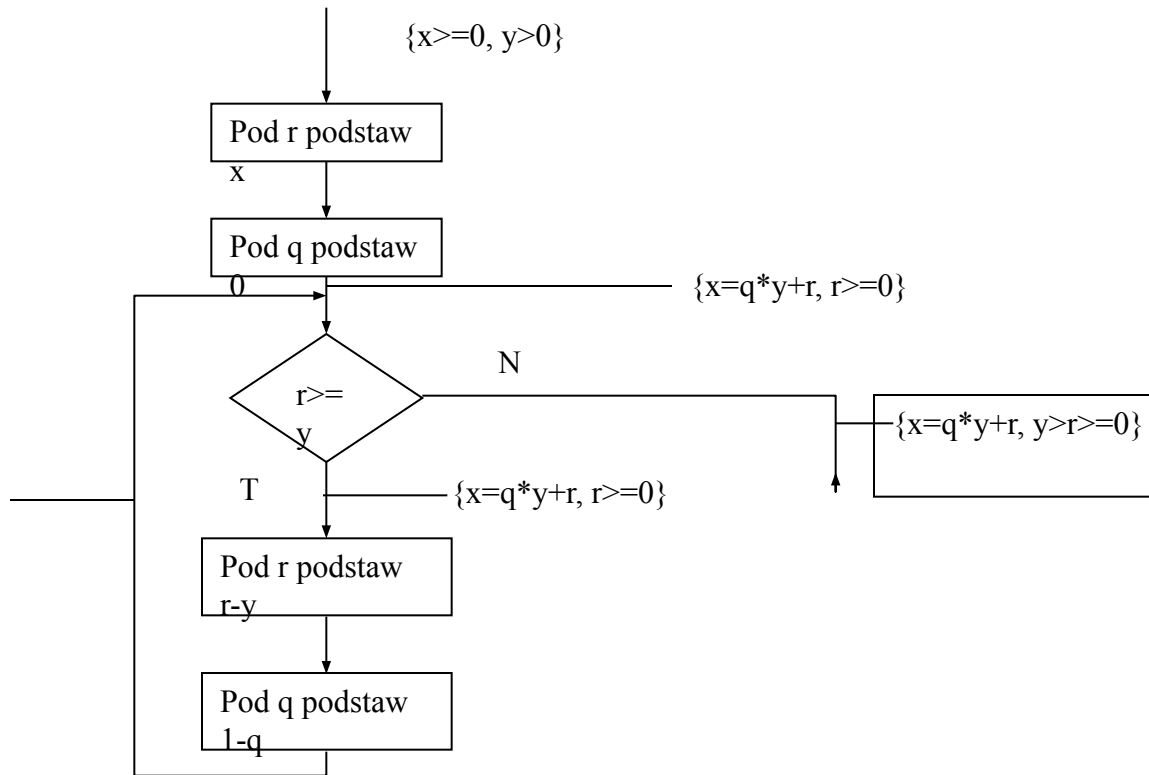 {x>=0, y>0}
Pod r podstaw
x
Pod q podstaw
0
{x=q*y+r, r>=0}
N
r>=
y
{x=q*y+r, y>r>=0}
T
{x=q*y+r, r>=0}
Pod r podstaw
r-y
Pod q podstaw
1-q